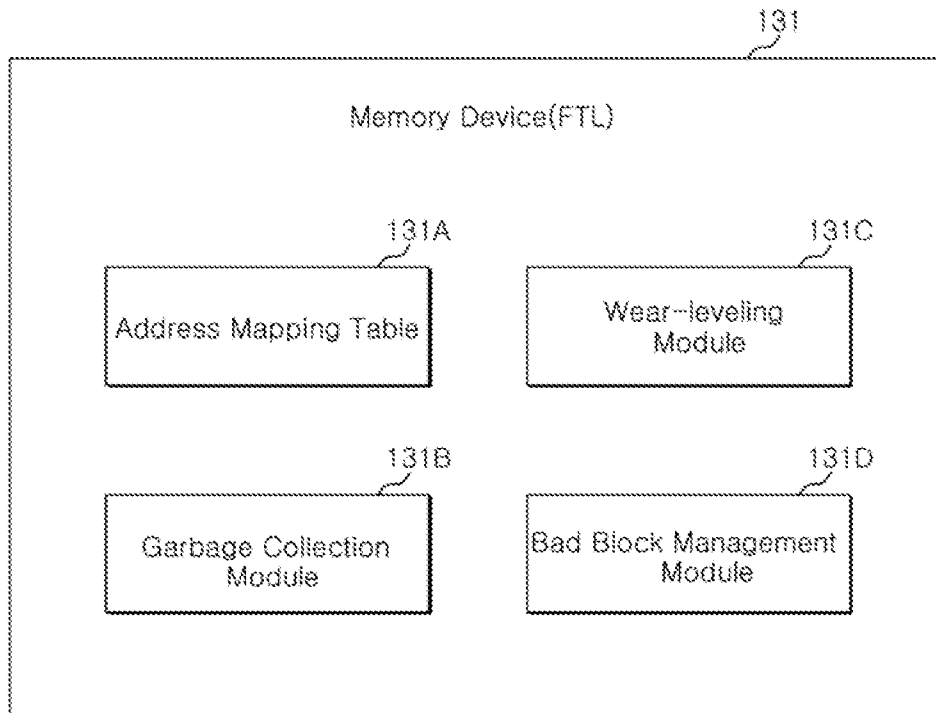 131
Memory Device(FTL)
131A
Address Mapping Table
131C
Wear-leveling
Module
131B
Garbage Collection
Module
131D
Bad Block Management
Module